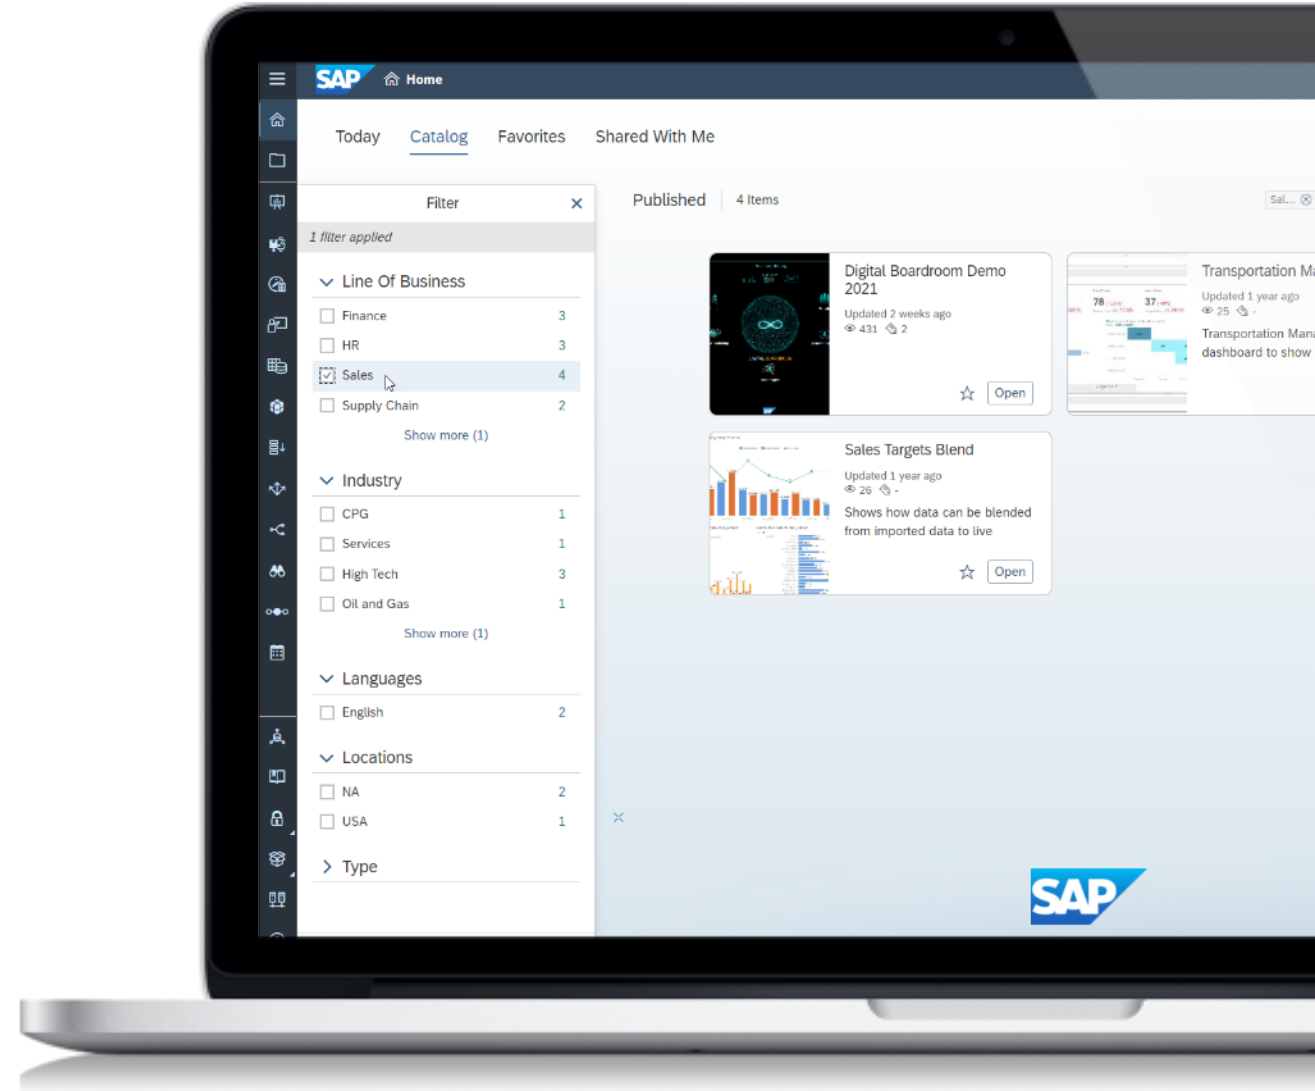 SAP Home
Today Catalog Favorites Shared With Me
Filter
1 filter applied
Line Of Business
Finance 3
HR 3
Sales 4
Supply Chain 2
Show more (1)
Industry
CPG 1
Services 1
High Tech 3
Oil and Gas 1
Show more (1)
Languages
English 2
Locations
NA 2
USA 1
Type
Published 4 Items
Sal...
Digital Boardroom Demo
2021
Updated 2 weeks ago
431 2
Open
Transportation Ma
Updated 1 year ago
25 -
Transportation Mana
dashboard to show
78
37
Sales Targets Blend
Updated 1 year ago
26 -
Shows how data can be blended
from imported data to live
Open
SAP